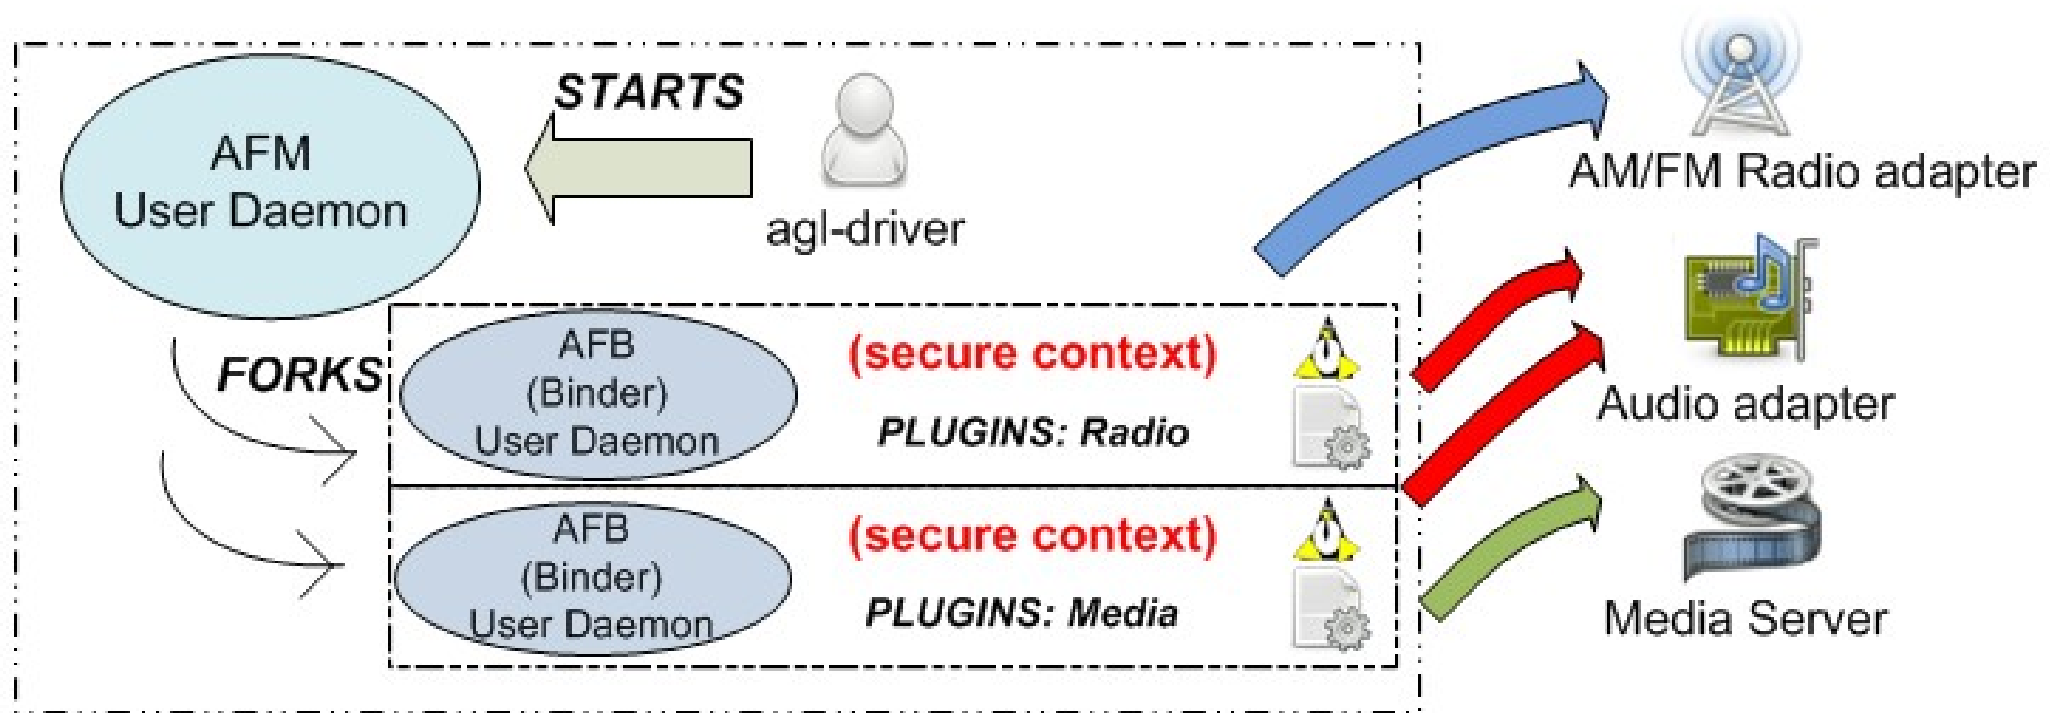 STARTS
AFM
User Daemon
agl-driver
AM/FM Radio adapter
FORKS
AFB
(Binder)
User Daemon
(secure context)
PLUGINS: Radio
Audio adapter
AFB
(Binder)
User Daemon
(secure context)
PLUGINS: Media
Media Server